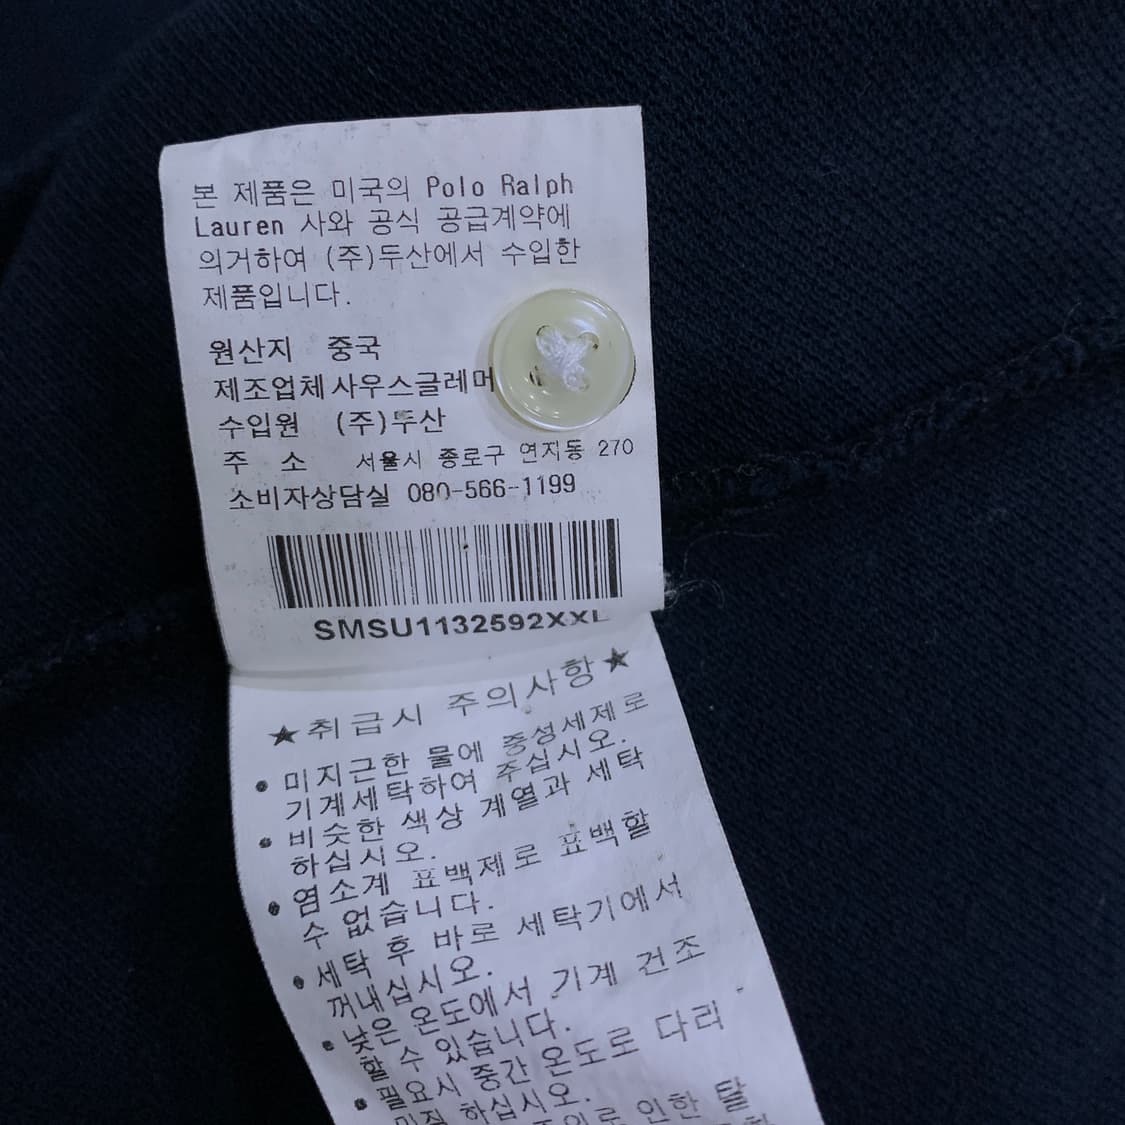 본 제품은 미국의 Polo Ralph
Lauren 사와 공식 공급계약에
의거하여 (주)두산에서 수입한
제품입니다.
원산지 중국
제조업체 사우스글레머
수입원 (주)두산
주 소 서울시 종로구 연지동 270
소비자상담실 080-566-1199
SMSU1132592XXL
★취급시 주의사항★
• 미지근한 물에 중성세제로
기계세탁하여 주십시오.
• 비슷한 색상 계열과 세탁
하십시오.
• 염소계 표백제로 표백할
수 없습니다.
• 세탁 후 바로 세탁기에서
꺼내십시오.
• 낮은 온도에서 기계 건조
할 수 있습니다.
• 필요시 중간 온도로 다리
미질 하십시오.
인한 탈